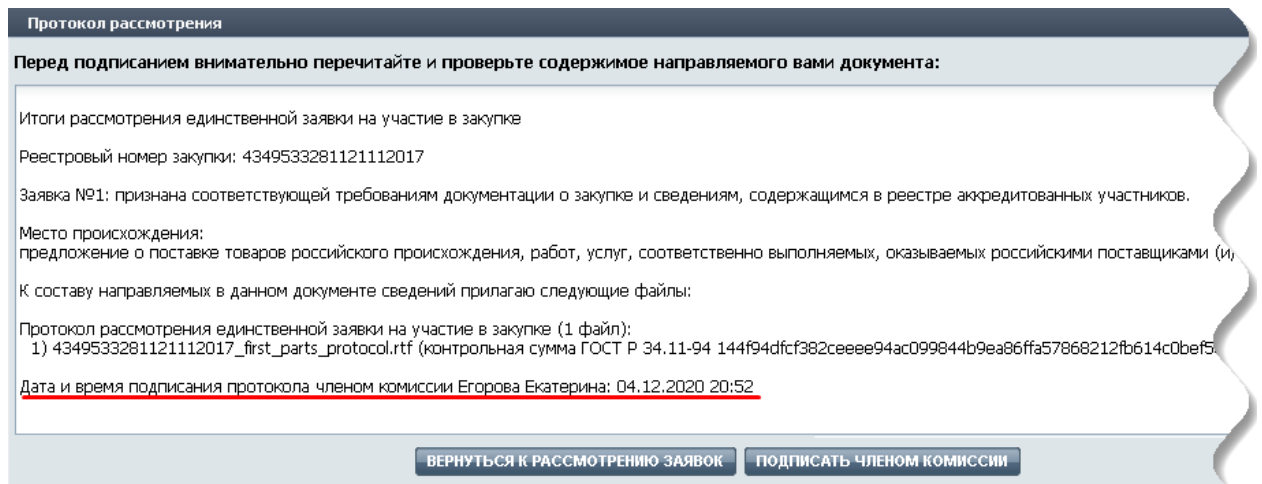 Протокол рассмотрения
Перед подписанием внимательно перечитайте и проверьте содержимое направляемого вами документа:
Итоги рассмотрения единственной заявки на участие в закупке
Реестровый номер закупки: 4349533281121112017
Заявка №1: признана соответствующей требованиям документации о закупке и сведениям, содержащимся в реестре аккредитованных участников.
Место происхождения:
предложение о поставке товаров российского происхождения, работ, услуг, соответственно выполняемых, оказываемых российскими поставщиками (и
К составу направляемых в данном документе сведений прилагаю следующие файлы:
Протокол рассмотрения единственной заявки на участие в закупке (1 файл):
1) 4349533281121112017_first_parts_protocol.rtf (контрольная сумма ГОСТ Р 34.11-94 144f94dfcf382ceeee94ac099844b9ea86ffa57868212fb614c0bef5
Дата и время подписания протокола членом комиссии Егорова Екатерина: 04.12.2020 20:52
ВЕРНУТЬСЯ К РАССМОТРЕНИЮ ЗАЯВОК ПОДПИСАТЬ ЧЛЕНОМ КОМИССИИ